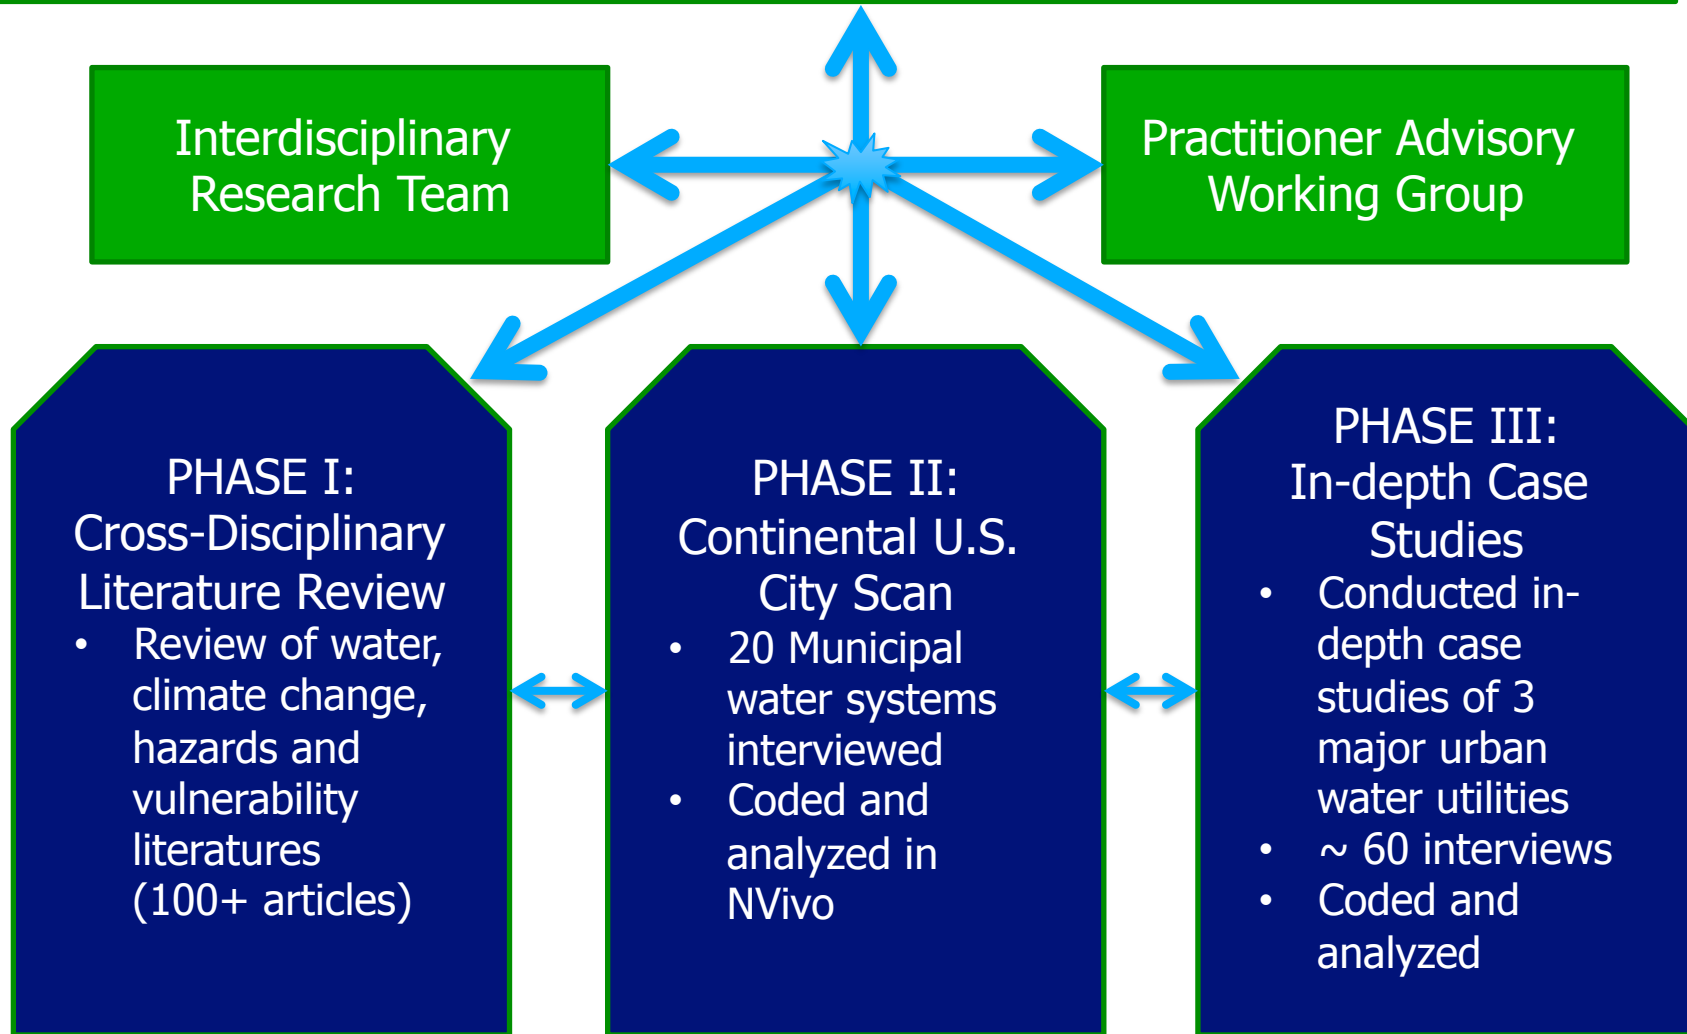 Interdisciplinary
Research Team
Practitioner Advisory
Working Group
PHASE I:
Cross-Disciplinary
Literature Review
• Review of water,
climate change,
hazards and
vulnerability
literatures
(100+ articles)
PHASE II:
Continental U.S.
City Scan
• 20 Municipal
water systems
interviewed
• Coded and
analyzed in
NVivo
PHASE III:
In-depth Case
Studies
• Conducted in-
depth case
studies of 3
major urban
water utilities
• ~ 60 interviews
• Coded and
analyzed